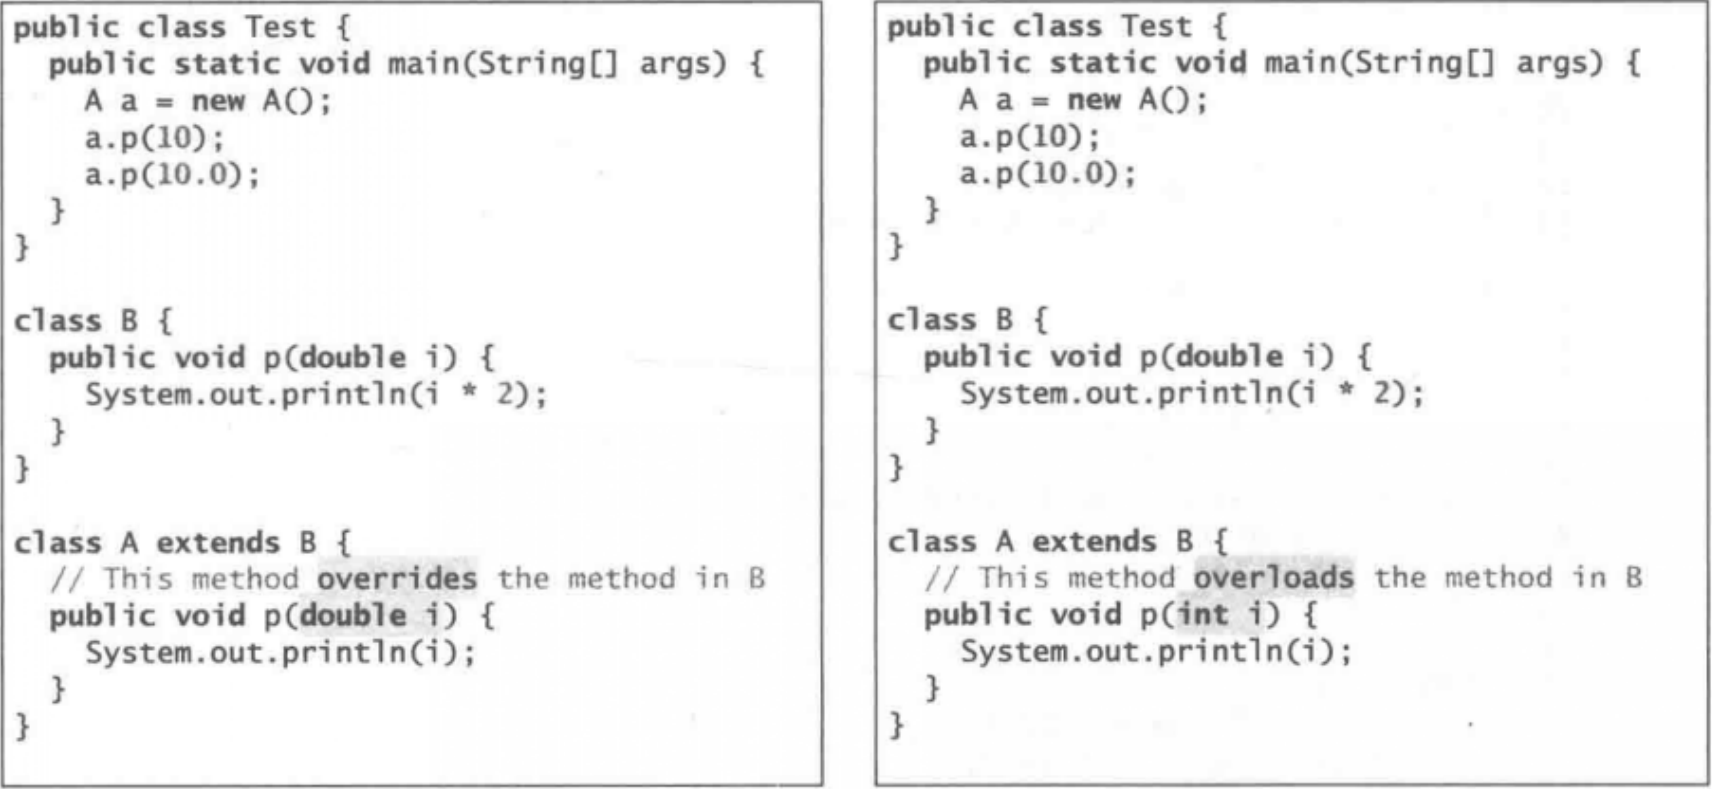 public class Test {
  public static void main(String[] args) {
    A a = new A();
    a.p(10);
    a.p(10.0);
  }
}

class B {
  public void p(double i) {
    System.out.println(i * 2);
  }
}

class A extends B {
  // This method overrides the method in B
  public void p(double i) {
    System.out.println(i);
  }
}

public class Test {
  public static void main(String[] args) {
    A a = new A();
    a.p(10);
    a.p(10.0);
  }
}

class B {
  public void p(double i) {
    System.out.println(i * 2);
  }
}

class A extends B {
  // This method overloads the method in B
  public void p(int i) {
    System.out.println(i);
  }
}